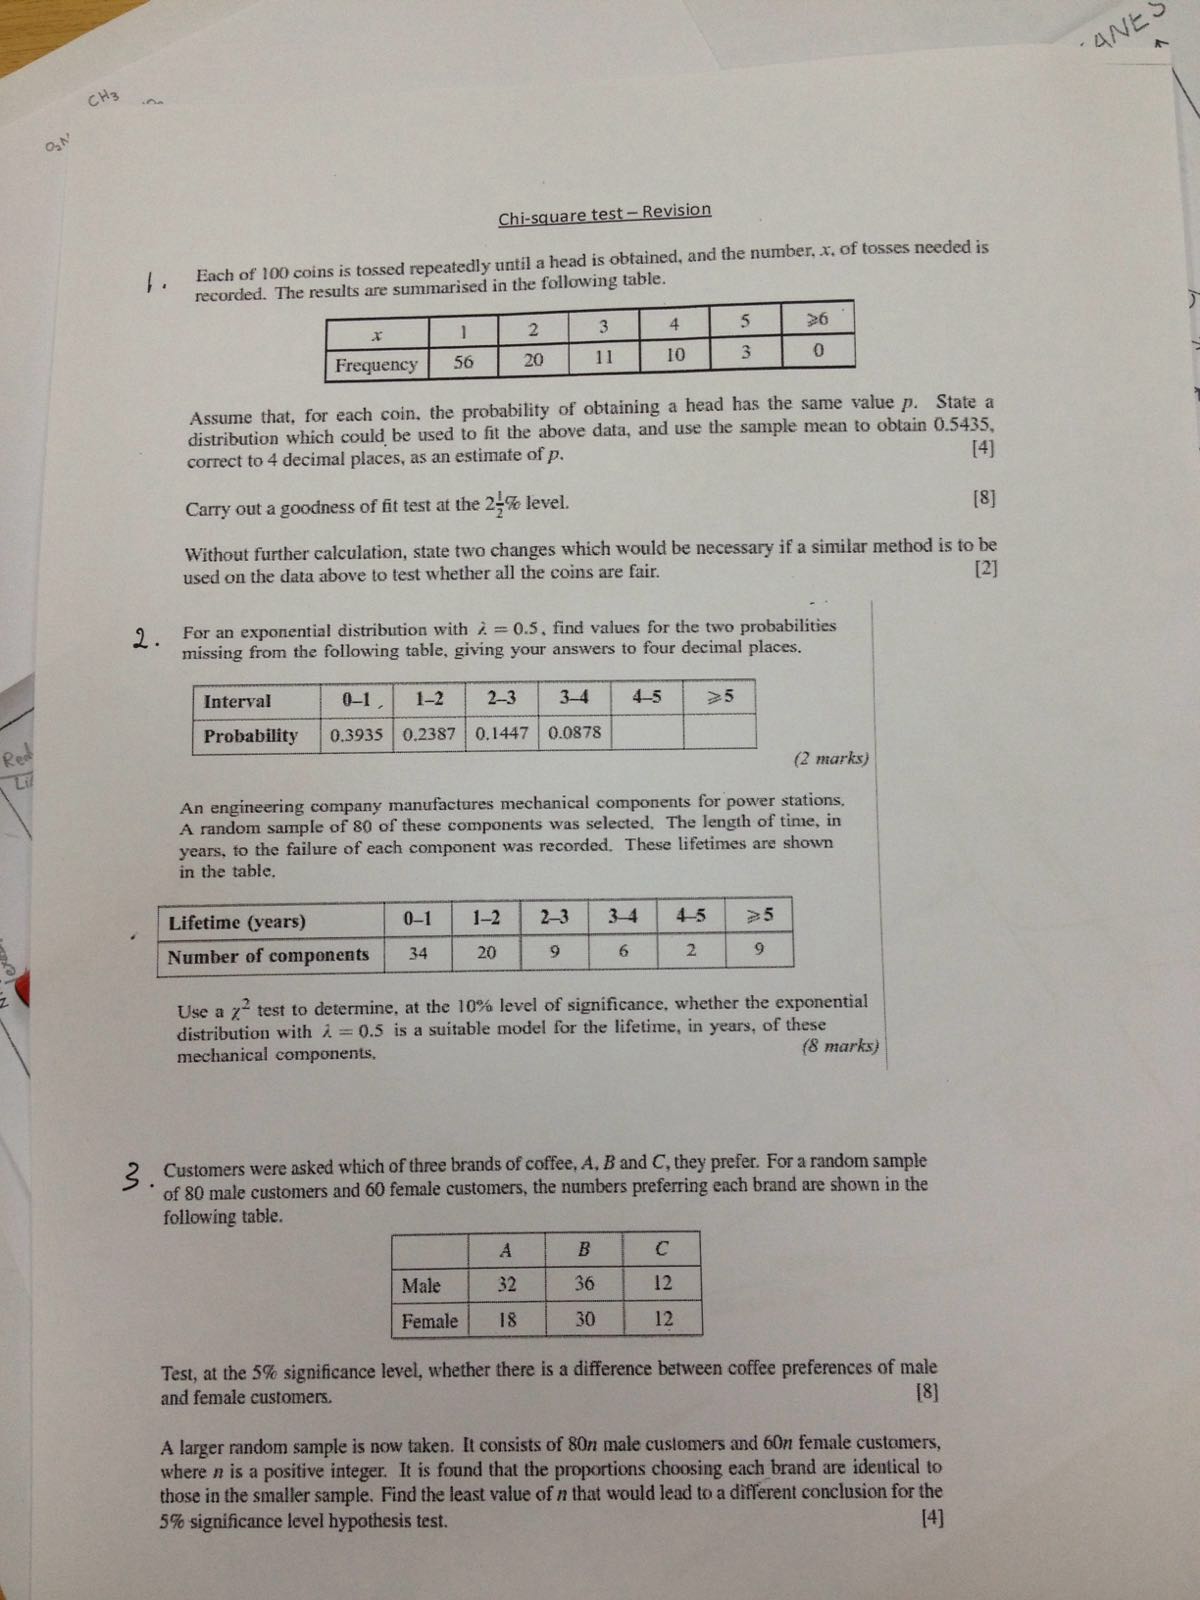 ANES
CH3
Chi-square test – Revision
1. Each of 100 coins is tossed repeatedly until a head is obtained, and the number, x, of tosses needed is
recorded. The results are summarised in the following table.
x 1 2 3 4 5 ⩾6
Frequency 56 20 11 10 3 0
Assume that, for each coin, the probability of obtaining a head has the same value p. State a
distribution which could be used to fit the above data, and use the sample mean to obtain 0.5435,
correct to 4 decimal places, as an estimate of p. [4]
Carry out a goodness of fit test at the 2½% level. [8]
Without further calculation, state two changes which would be necessary if a similar method is to be
used on the data above to test whether all the coins are fair. [2]
2. For an exponential distribution with λ = 0.5, find values for the two probabilities
missing from the following table, giving your answers to four decimal places.
Interval 0–1 1–2 2–3 3–4 4–5 ⩾5
Probability 0.3935 0.2387 0.1447 0.0878
(2 marks)
An engineering company manufactures mechanical components for power stations.
A random sample of 80 of these components was selected. The length of time, in
years, to the failure of each component was recorded. These lifetimes are shown
in the table.
Lifetime (years) 0–1 1–2 2–3 3–4 4–5 ⩾5
Number of components 34 20 9 6 2 9
Use a χ² test to determine, at the 10% level of significance, whether the exponential
distribution with λ = 0.5 is a suitable model for the lifetime, in years, of these
mechanical components. (8 marks)
3. Customers were asked which of three brands of coffee, A, B and C, they prefer. For a random sample
of 80 male customers and 60 female customers, the numbers preferring each brand are shown in the
following table.
A B C
Male 32 36 12
Female 18 30 12
Test, at the 5% significance level, whether there is a difference between coffee preferences of male
and female customers. [8]
A larger random sample is now taken. It consists of 80n male customers and 60n female customers,
where n is a positive integer. It is found that the proportions choosing each brand are identical to
those in the smaller sample. Find the least value of n that would lead to a different conclusion for the
5% significance level hypothesis test. [4]